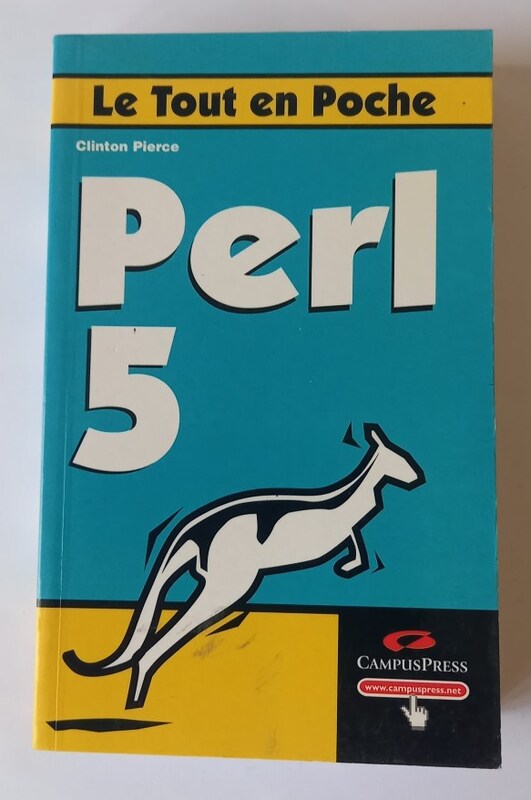 Le Tout en Poche
Clinton Pierce
Perl
5
CAMPUSPRESS
www.campuspress.net